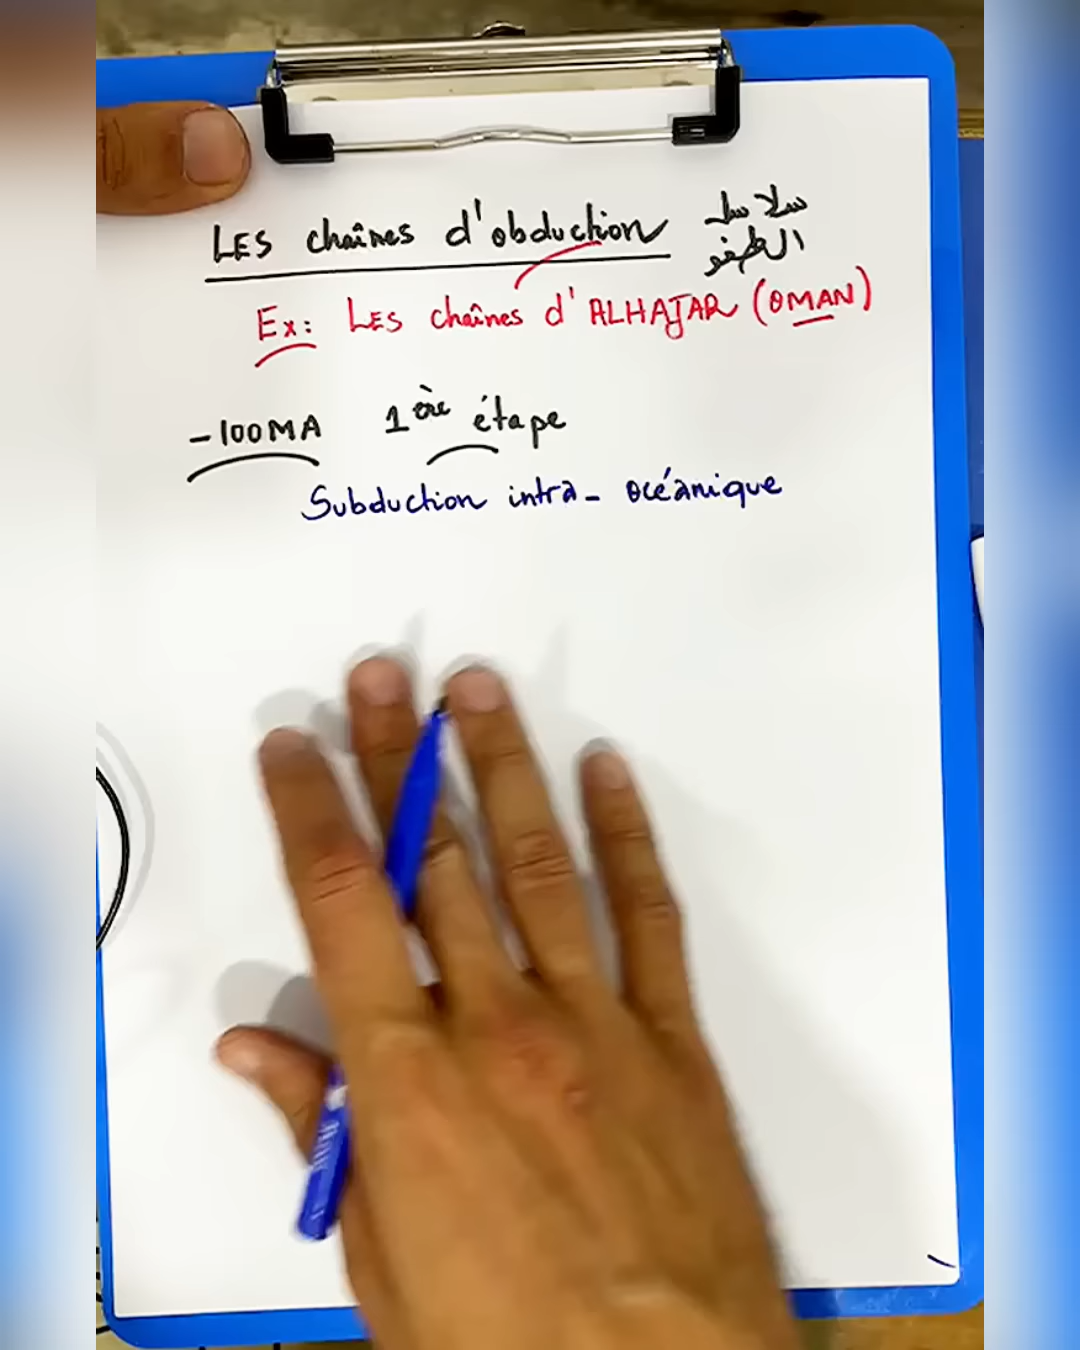 LES chaînes d'obduction
سلاسل
الطفو
Ex: LES chaînes d'ALHAJAR (OMAN)
-100MA 1ère étape
Subduction intra-océanique